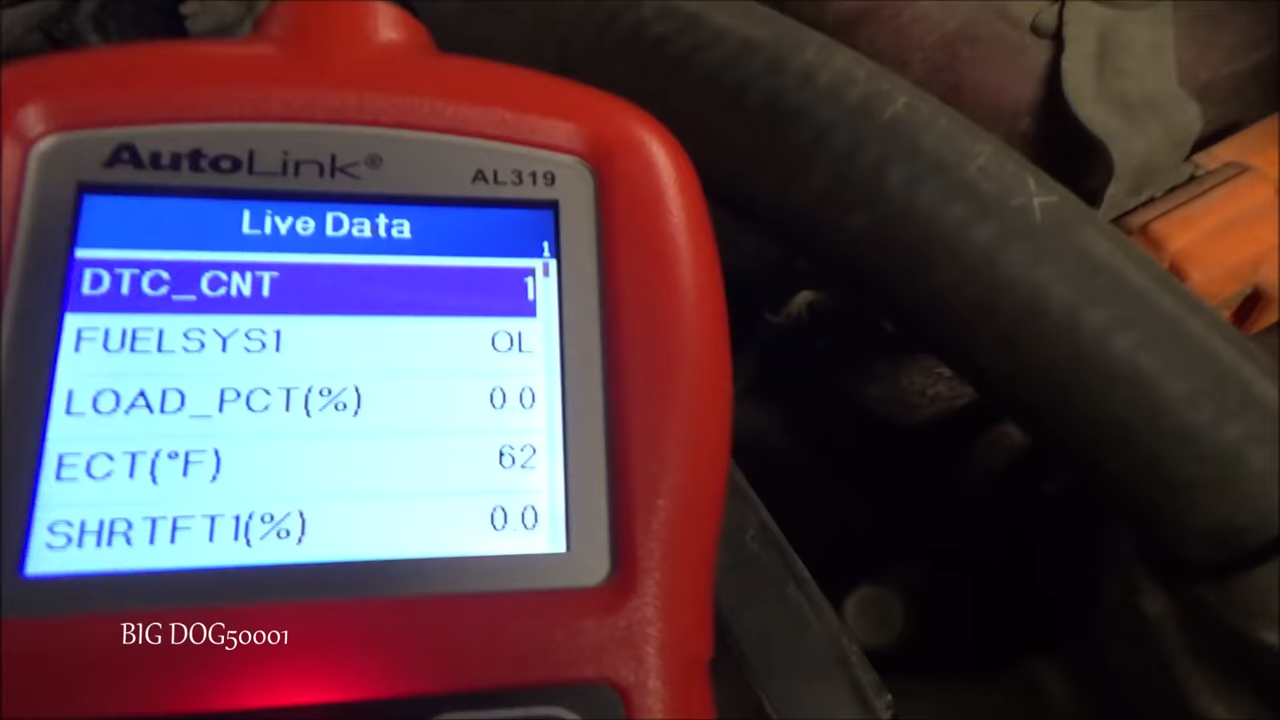 AutoLink®
AL319
Live Data
1
DTC_CNT 1
FUELSYS1 OL
LOAD_PCT(%) 0.0
ECT(°F) 62
SHRTFT1(%) 0.0
BIG DOG50001
X